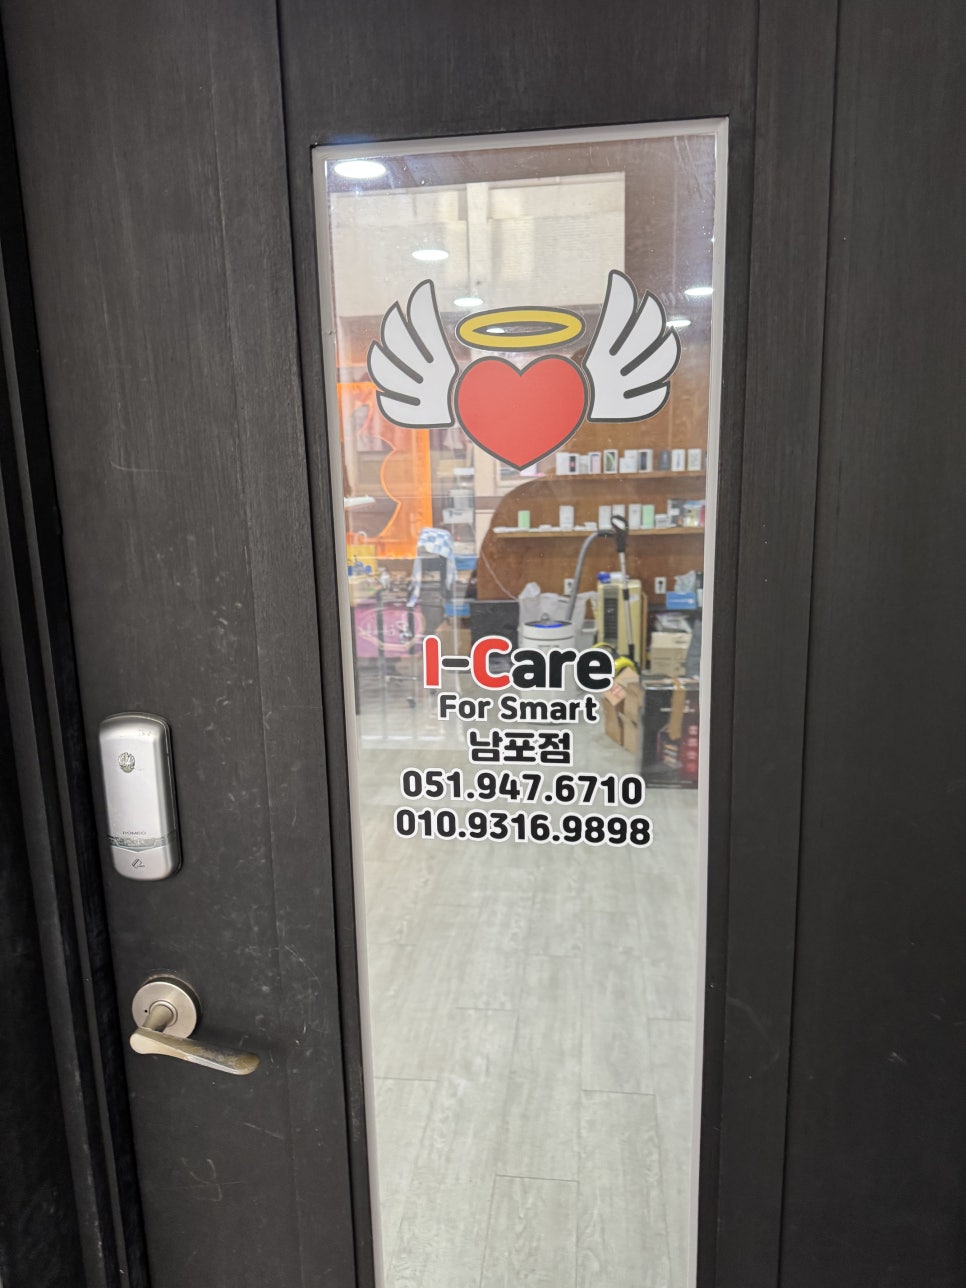 I-Care
For Smart
남포점
051.947.6710
010.9316.9898